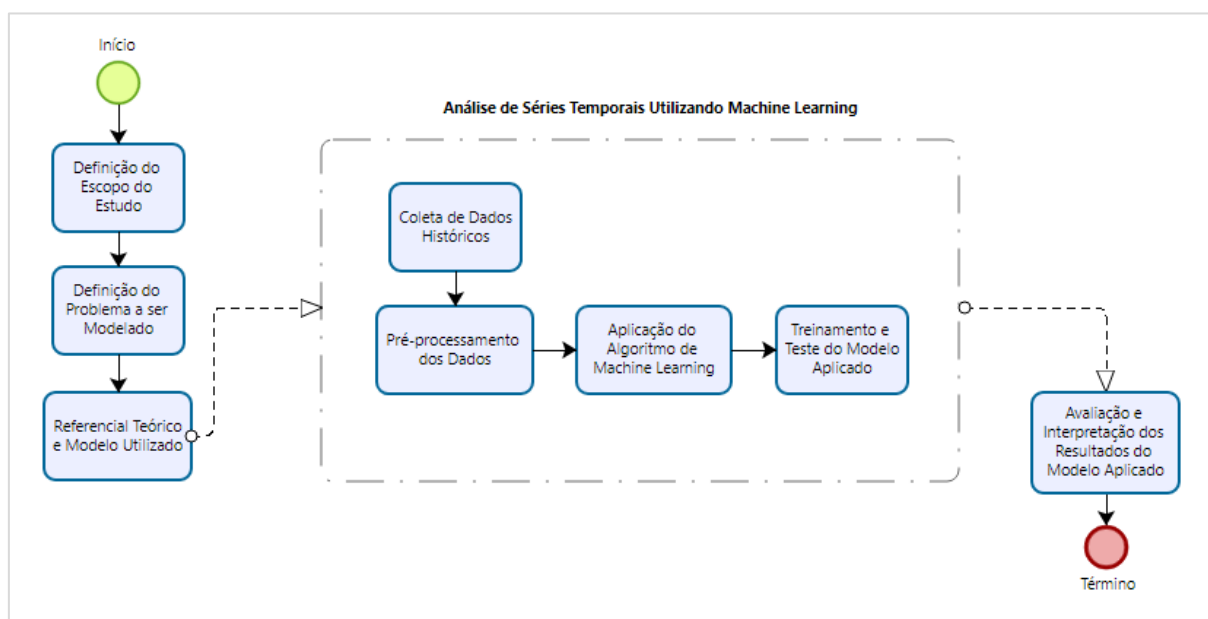 Início
Definição do
Escopo do
Estudo
Definição do
Problema a ser
Modelado
Referencial Teórico
e Modelo Utilizado
Análise de Séries Temporais Utilizando Machine Learning
Coleta de Dados
Históricos
Pré-processamento
dos Dados
Aplicação do
Algoritmo de
Machine Learning
Treinamento e
Teste do Modelo
Aplicado
Avaliação e
Interpretação dos
Resultados do
Modelo Aplicado
Término